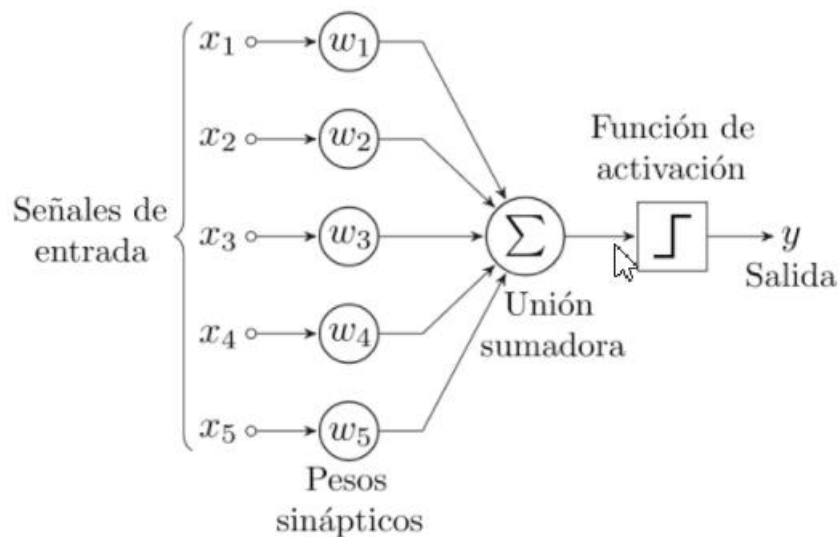 x₁ w₁
x₂ w₂
Función de
activación
Señales de
entrada
x₃ w₃ Σ y
Salida
Unión
sumadora
x₄ w₄
x₅ w₅
Pesos
sinápticos